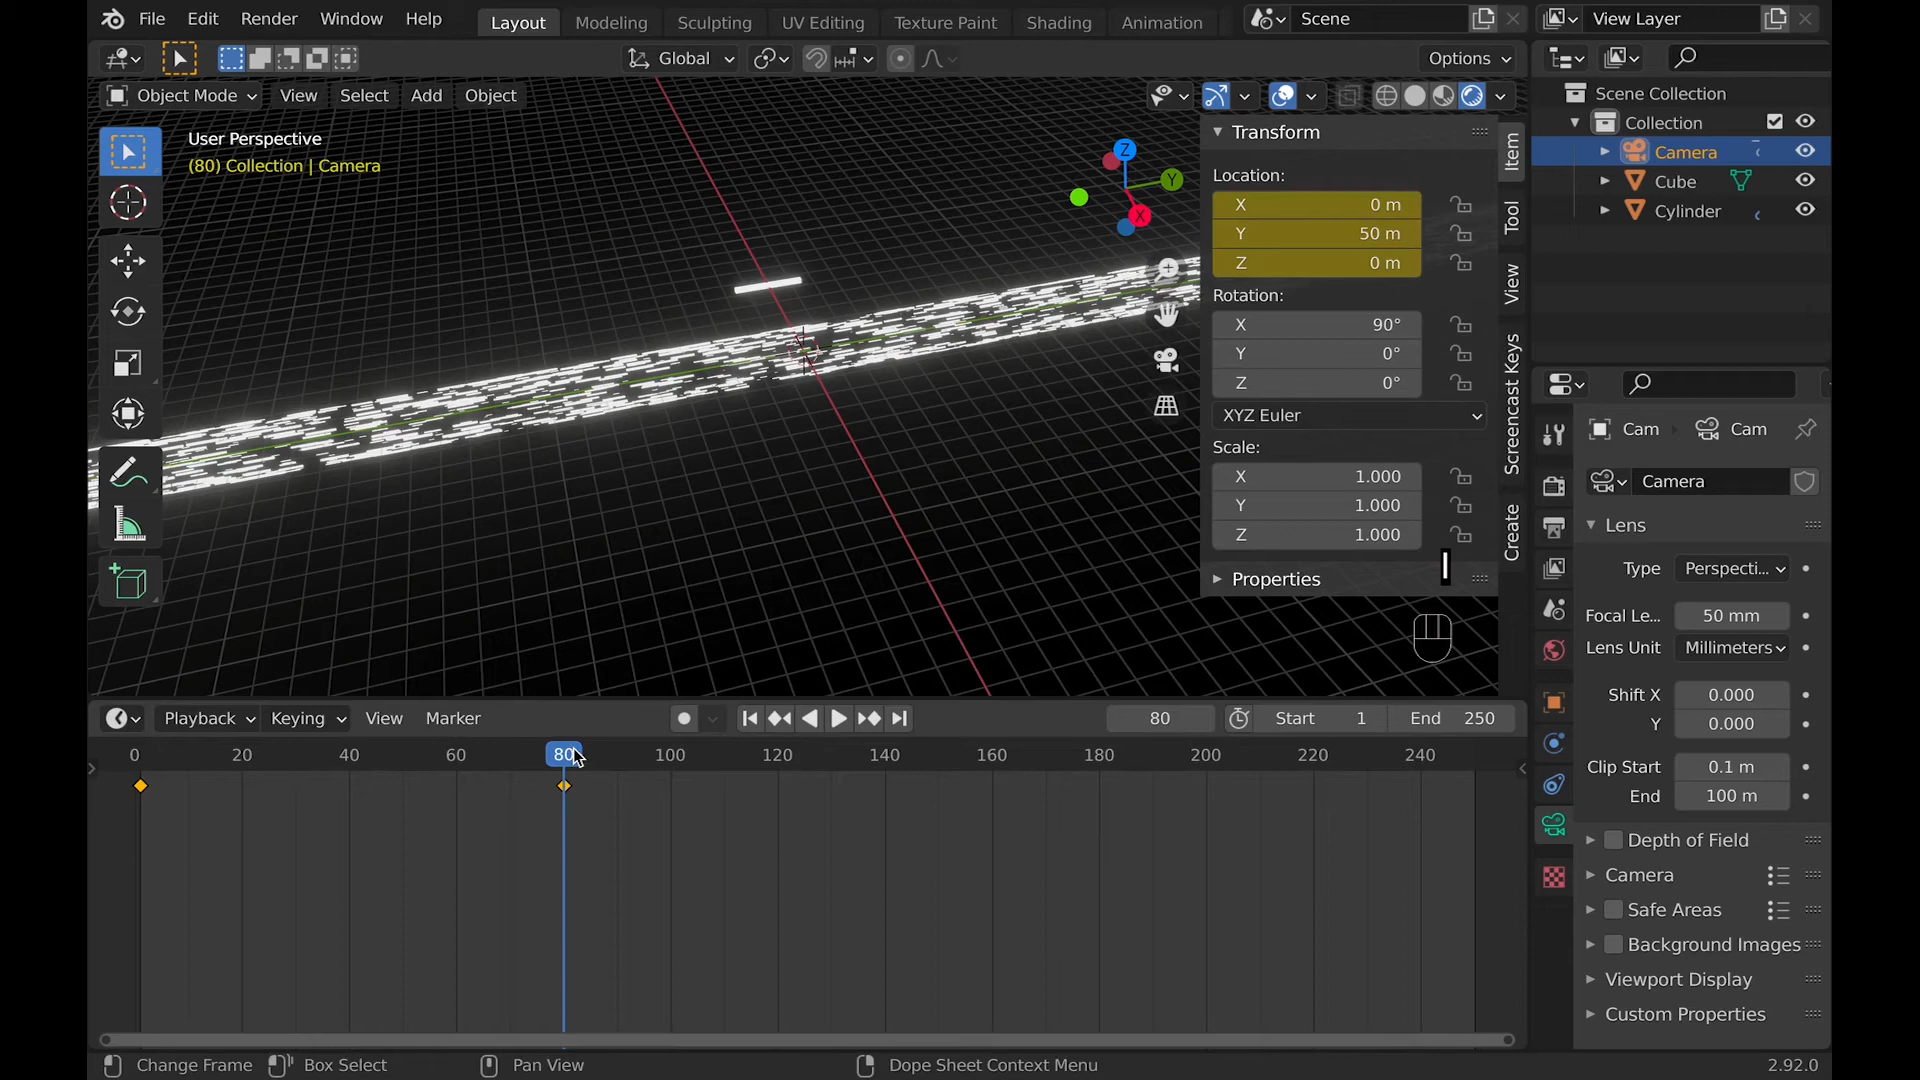 File Edit Render Window Help Layout Modeling Sculpting UV Editing Texture Paint Shading Animation Scene View Layer
Global Options
Object Mode View Select Add Object
User Perspective
(80) Collection | Camera
Z
Y
X
Transform
Location:
X 0 m
Y 50 m
Z 0 m
Rotation:
X 90°
Y 0°
Z 0°
XYZ Euler
Scale:
X 1.000
Y 1.000
Z 1.000
Properties
I
Item
Tool
View
Screencast Keys
Create
Scene Collection
Collection
Camera
Cube
Cylinder
Cam Cam
Camera
Lens
Type Perspecti...
Focal Le... 50 mm
Lens Unit Millimeters
Shift X 0.000
Y 0.000
Clip Start 0.1 m
End 100 m
Depth of Field
Camera
Safe Areas
Background Images
Viewport Display
Custom Properties
Playback Keying View Marker 80 Start 1 End 250
0 20 40 60 80 100 120 140 160 180 200 220 240
Change Frame Box Select Pan View Dope Sheet Context Menu 2.92.0